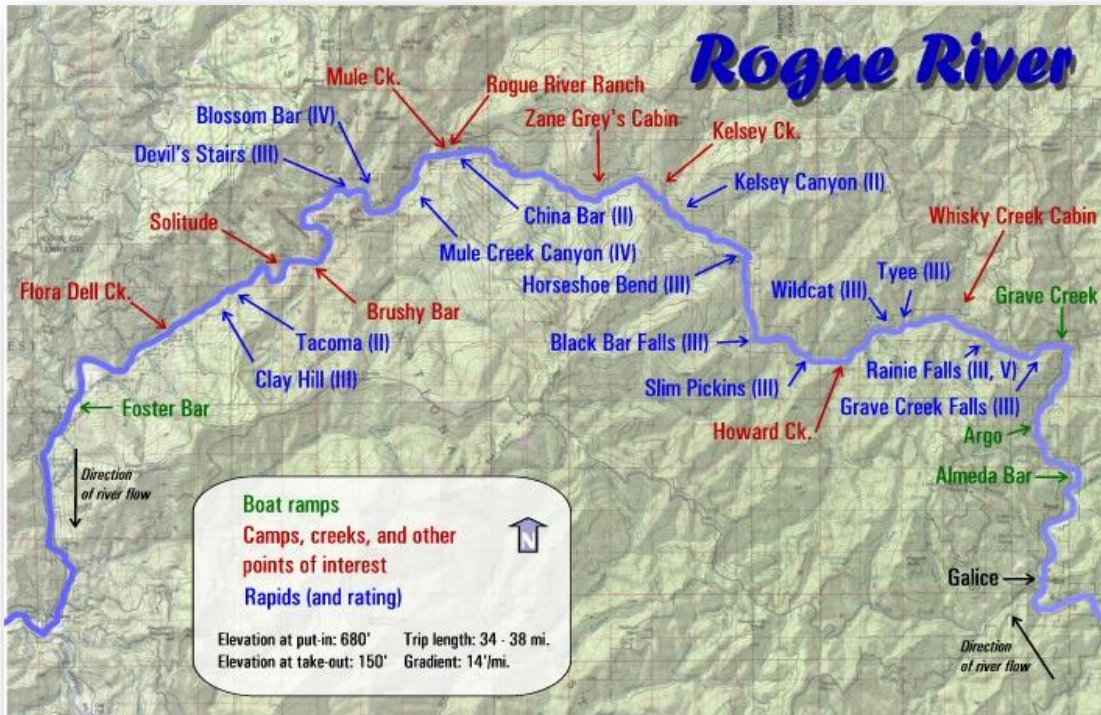 Rogue River
Mule Ck.
Rogue River Ranch
Blossom Bar (IV)
Zane Grey's Cabin
Kelsey Ck.
Devil's Stairs (III)
Kelsey Canyon (II)
China Bar (II)
Whisky Creek Cabin
Solitude
Mule Creek Canyon (IV)
Tyee (III)
Horseshoe Bend (III)
Wildcat (III)
Grave Creek
Flora Dell Ck.
Brushy Bar
Tacoma (II)
Black Bar Falls (III)
Rainie Falls (III, V)
Clay Hill (III)
Slim Pickins (III)
Grave Creek Falls (III)
Foster Bar
Howard Ck.
Argo
Direction
of river flow
Almeda Bar
Boat ramps
Camps, creeks, and other
points of interest
N
Rapids (and rating)
Galice
Elevation at put-in: 680' Trip length: 34 - 38 mi.
Elevation at take-out: 150' Gradient: 14'/mi.
Direction
of river flow